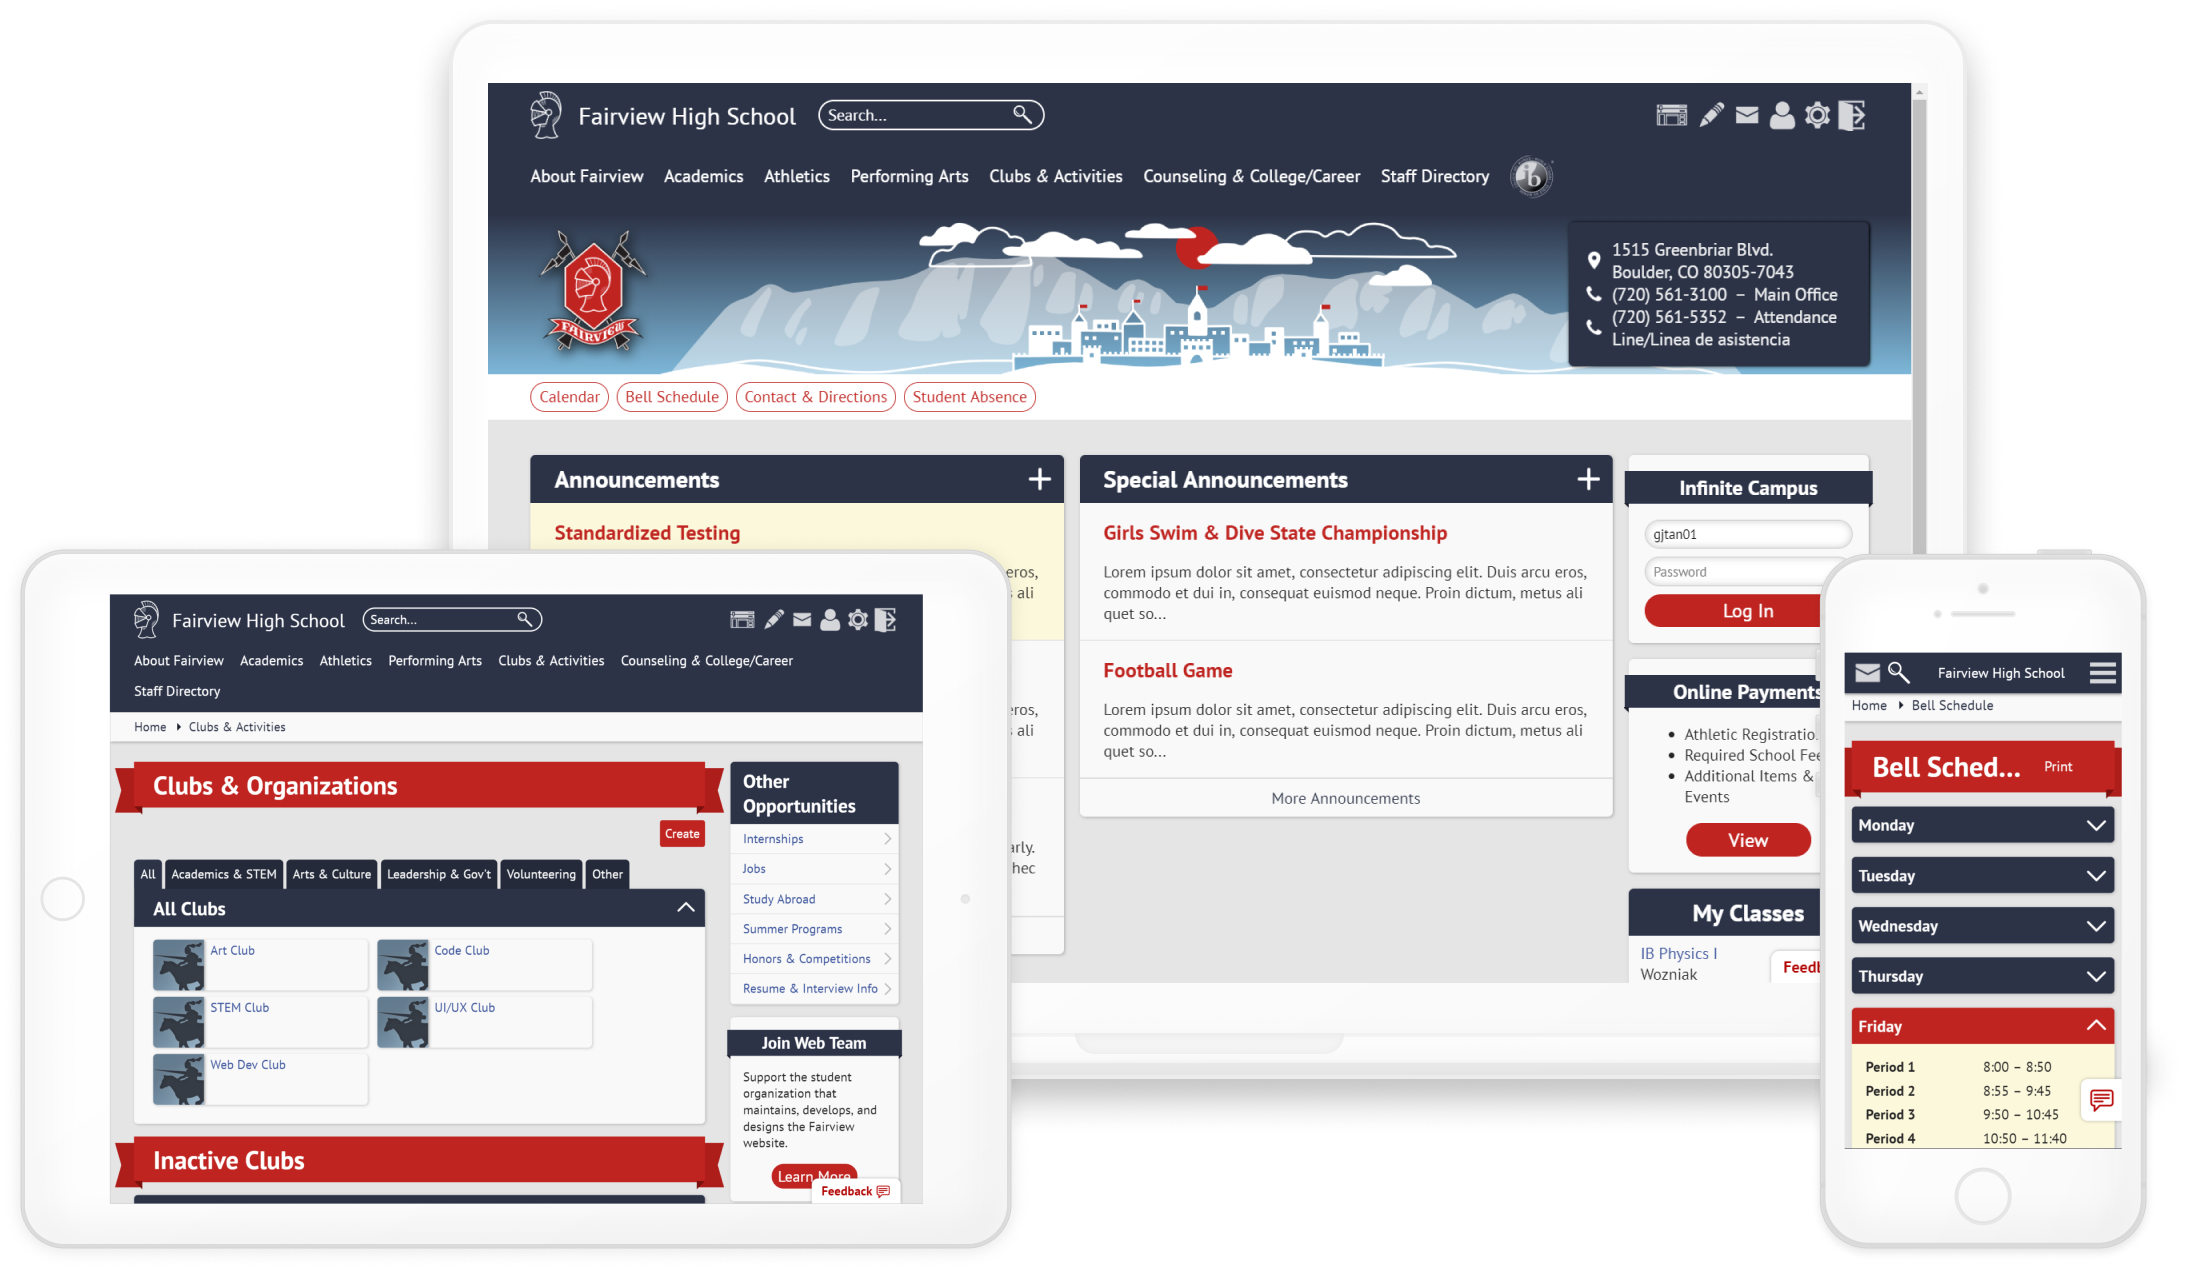 Fairview High School
Search...
About Fairview Academics Athletics Performing Arts Clubs & Activities Counseling & College/Career Staff Directory
ib
FAIRVIEW
1515 Greenbriar Blvd.
Boulder, CO 80305-7043
(720) 561-3100 – Main Office
(720) 561-5352 – Attendance
Line/Linea de asistencia
Calendar
Bell Schedule
Contact & Directions
Student Absence
Announcements
Standardized Testing
eros,
ali
eros,
ali
arly.
hec
Special Announcements
Girls Swim & Dive State Championship
Lorem ipsum dolor sit amet, consectetur adipiscing elit. Duis arcu eros,
commodo et dui in, consequat euismod neque. Proin dictum, metus ali
quet so...
Football Game
Lorem ipsum dolor sit amet, consectetur adipiscing elit. Duis arcu eros,
commodo et dui in, consequat euismod neque. Proin dictum, metus ali
quet so...
More Announcements
Infinite Campus
gjtan01
Password
Log In
Online Payments
Athletic Registratio
Required School Fee
Additional Items &
Events
View
My Classes
IB Physics I
Wozniak
Feedb
Fairview High School
Search...
About Fairview Academics Athletics Performing Arts Clubs & Activities Counseling & College/Career
Staff Directory
Home Clubs & Activities
Clubs & Organizations
Create
All
Academics & STEM
Arts & Culture
Leadership & Gov't
Volunteering
Other
All Clubs
Art Club
Code Club
STEM Club
UI/UX Club
Web Dev Club
Inactive Clubs
Other
Opportunities
Internships
Jobs
Study Abroad
Summer Programs
Honors & Competitions
Resume & Interview Info
Join Web Team
Support the student
organization that
maintains, develops, and
designs the Fairview
website.
Learn More
Feedback
Fairview High School
Home Bell Schedule
Bell Sched...
Print
Monday
Tuesday
Wednesday
Thursday
Friday
Period 1 8:00 – 8:50
Period 2 8:55 – 9:45
Period 3 9:50 – 10:45
Period 4 10:50 – 11:40